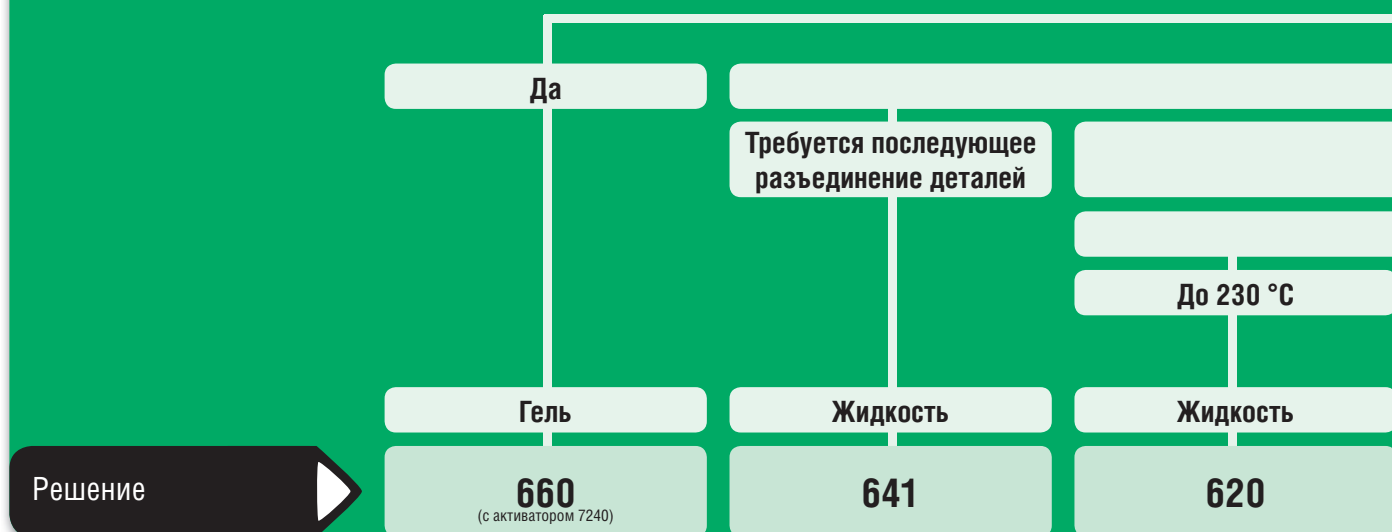 Да
Требуется последующее
разъединение деталей
До 230 °C
Гель
Жидкость
Жидкость
Решение
660
(с активатором 7240)
641
620